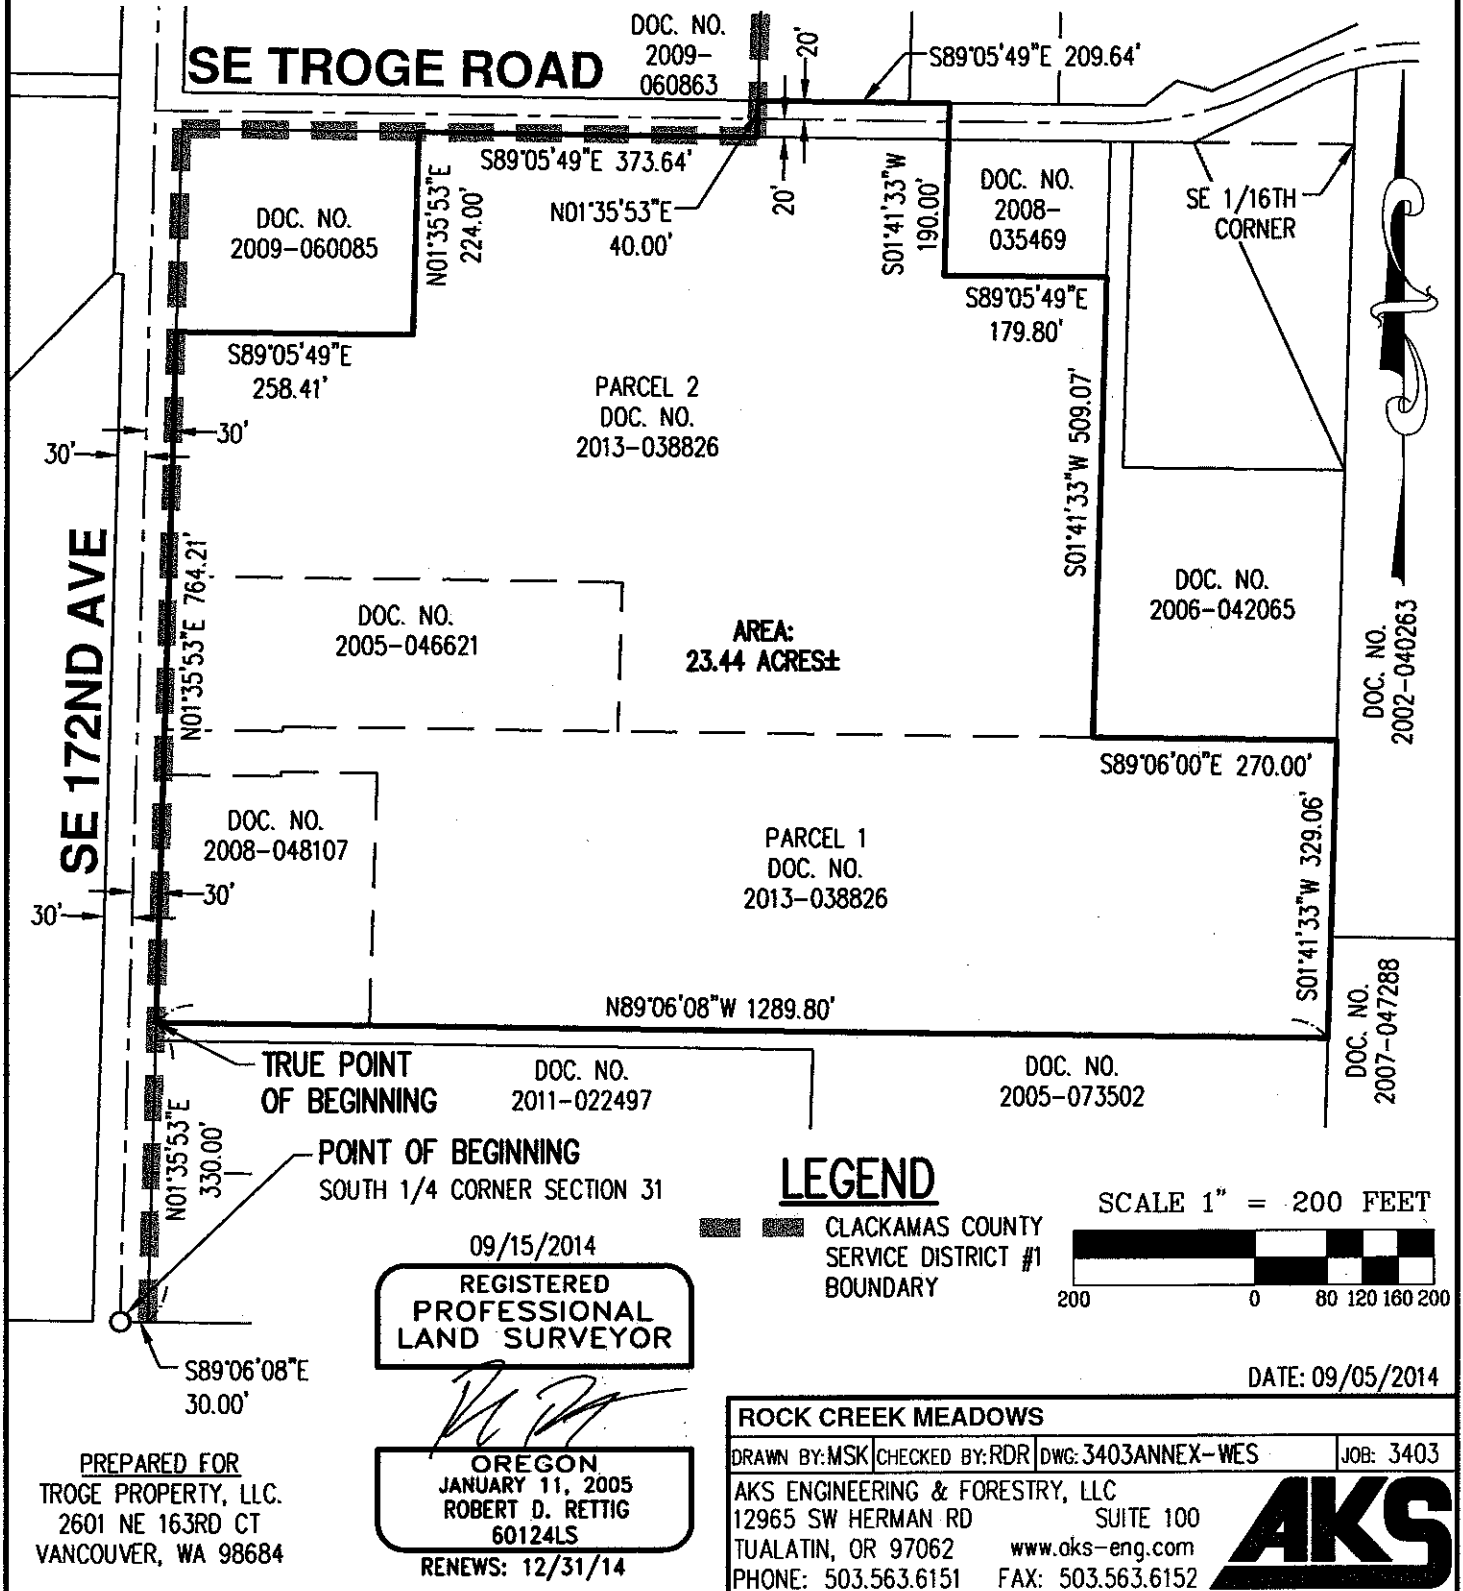 SE TROGE ROAD
DOC. NO.
2009-
060863
20'
S89°05'49"E 209.64'
S89°05'49"E 373.64'
N01°35'53"E
224.00'
N01°35'53"E
40.00'
20'
S01°41'33"W
190.00'
DOC. NO.
2008-
035469
SE 1/16TH
CORNER
DOC. NO.
2009-060085
S89°05'49"E
179.80'
S89°05'49"E
258.41'
PARCEL 2
DOC. NO.
2013-038826
30'
30'
S01°41'33"W 509.07'
SE 172ND AVE
N01°35'53"E 764.21'
DOC. NO.
2005-046621
AREA:
23.44 ACRES±
DOC. NO.
2006-042065
DOC. NO.
2002-040263
S89°06'00"E 270.00'
DOC. NO.
2008-048107
PARCEL 1
DOC. NO.
2013-038826
S01°41'33"W 329.06'
30'
30'
N89°06'08"W 1289.80'
DOC. NO.
2007-047288
TRUE POINT
OF BEGINNING
DOC. NO.
2011-022497
DOC. NO.
2005-073502
N01°35'53"E
330.00'
POINT OF BEGINNING
SOUTH 1/4 CORNER SECTION 31
LEGEND
CLACKAMAS COUNTY
SERVICE DISTRICT #1
BOUNDARY
SCALE 1" = 200 FEET
200 0 80 120 160 200
09/15/2014
REGISTERED
PROFESSIONAL
LAND SURVEYOR
OREGON
JANUARY 11, 2005
ROBERT D. RETTIG
60124LS
RENEWS: 12/31/14
S89°06'08"E
30.00'
PREPARED FOR
TROGE PROPERTY, LLC.
2601 NE 163RD CT
VANCOUVER, WA 98684
DATE: 09/05/2014
ROCK CREEK MEADOWS
DRAWN BY: MSK CHECKED BY: RDR DWG: 3403ANNEX-WES JOB: 3403
AKS ENGINEERING & FORESTRY, LLC
12965 SW HERMAN RD SUITE 100
TUALATIN, OR 97062 www.aks-eng.com
PHONE: 503.563.6151 FAX: 503.563.6152
AKS